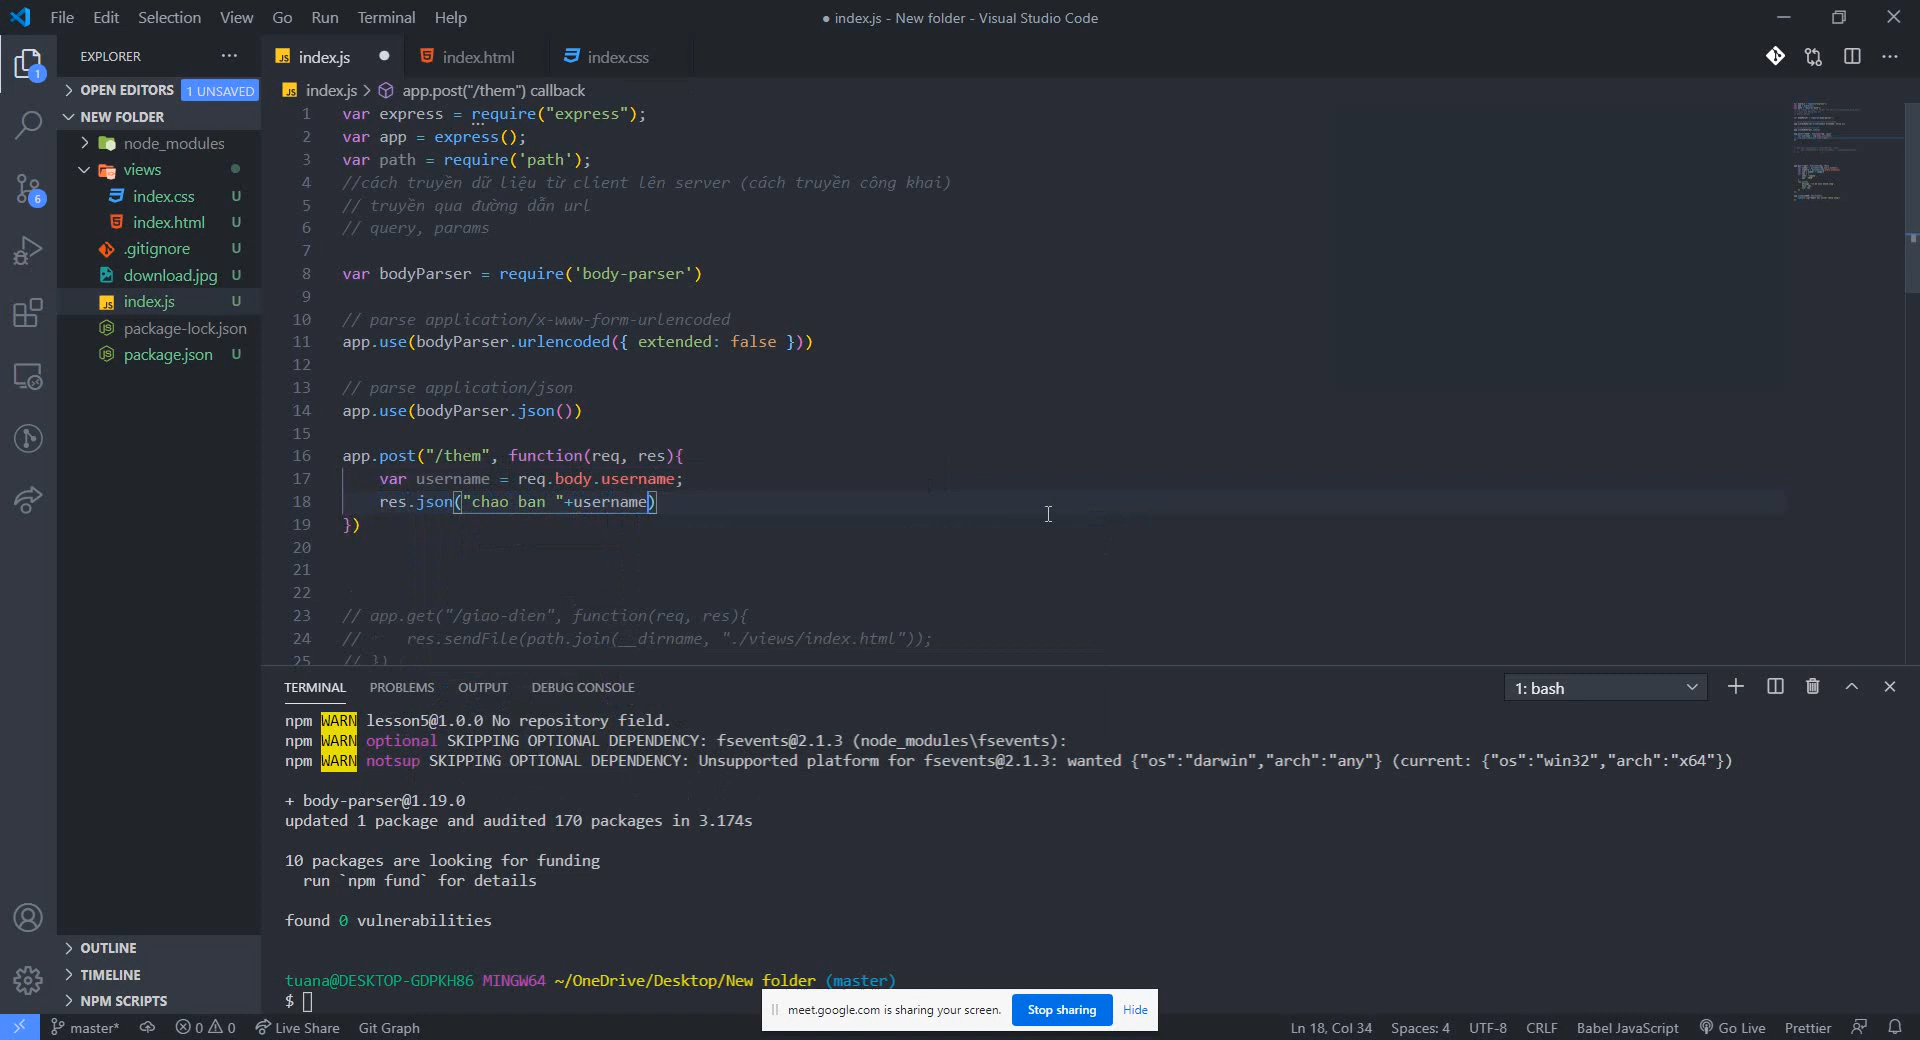 File Edit Selection View Go Run Terminal Help
● index.js - New folder - Visual Studio Code
EXPLORER
OPEN EDITORS 1 UNSAVED
NEW FOLDER
node_modules
views
index.css U
index.html U
.gitignore U
download.jpg U
index.js U
package-lock.json
package.json U
OUTLINE
TIMELINE
NPM SCRIPTS
1
6
index.js ● index.html index.css
index.js > app.post("/them") callback
1 var express = require("express");
2 var app = express();
3 var path = require('path');
4 //cách truyền dữ liệu từ client lên server (cách truyền công khai)
5 // truyền qua đường dẫn url
6 // query, params
7
8 var bodyParser = require('body-parser')
9
10 // parse application/x-www-form-urlencoded
11 app.use(bodyParser.urlencoded({ extended: false }))
12
13 // parse application/json
14 app.use(bodyParser.json())
15
16 app.post("/them", function(req, res){
17 var username = req.body.username;
18 res.json("chao ban "+username)
19 })
20
21
22
23 // app.get("/giao-dien", function(req, res){
24 // res.sendFile(path.join(__dirname, "./views/index.html"));
25 // })
TERMINAL PROBLEMS OUTPUT DEBUG CONSOLE
1: bash
npm WARN lesson5@1.0.0 No repository field.
npm WARN optional SKIPPING OPTIONAL DEPENDENCY: fsevents@2.1.3 (node_modules\fsevents):
npm WARN notsup SKIPPING OPTIONAL DEPENDENCY: Unsupported platform for fsevents@2.1.3: wanted {"os":"darwin","arch":"any"} (current: {"os":"win32","arch":"x64"})
+ body-parser@1.19.0
updated 1 package and audited 170 packages in 3.174s
10 packages are looking for funding
run `npm fund` for details
found 0 vulnerabilities
tuana@DESKTOP-GDPKH86 MINGW64 ~/OneDrive/Desktop/New folder (master)
$
meet.google.com is sharing your screen. Stop sharing Hide
master* 0 0 Live Share Git Graph
Ln 18, Col 34 Spaces: 4 UTF-8 CRLF Babel JavaScript Go Live Prettier